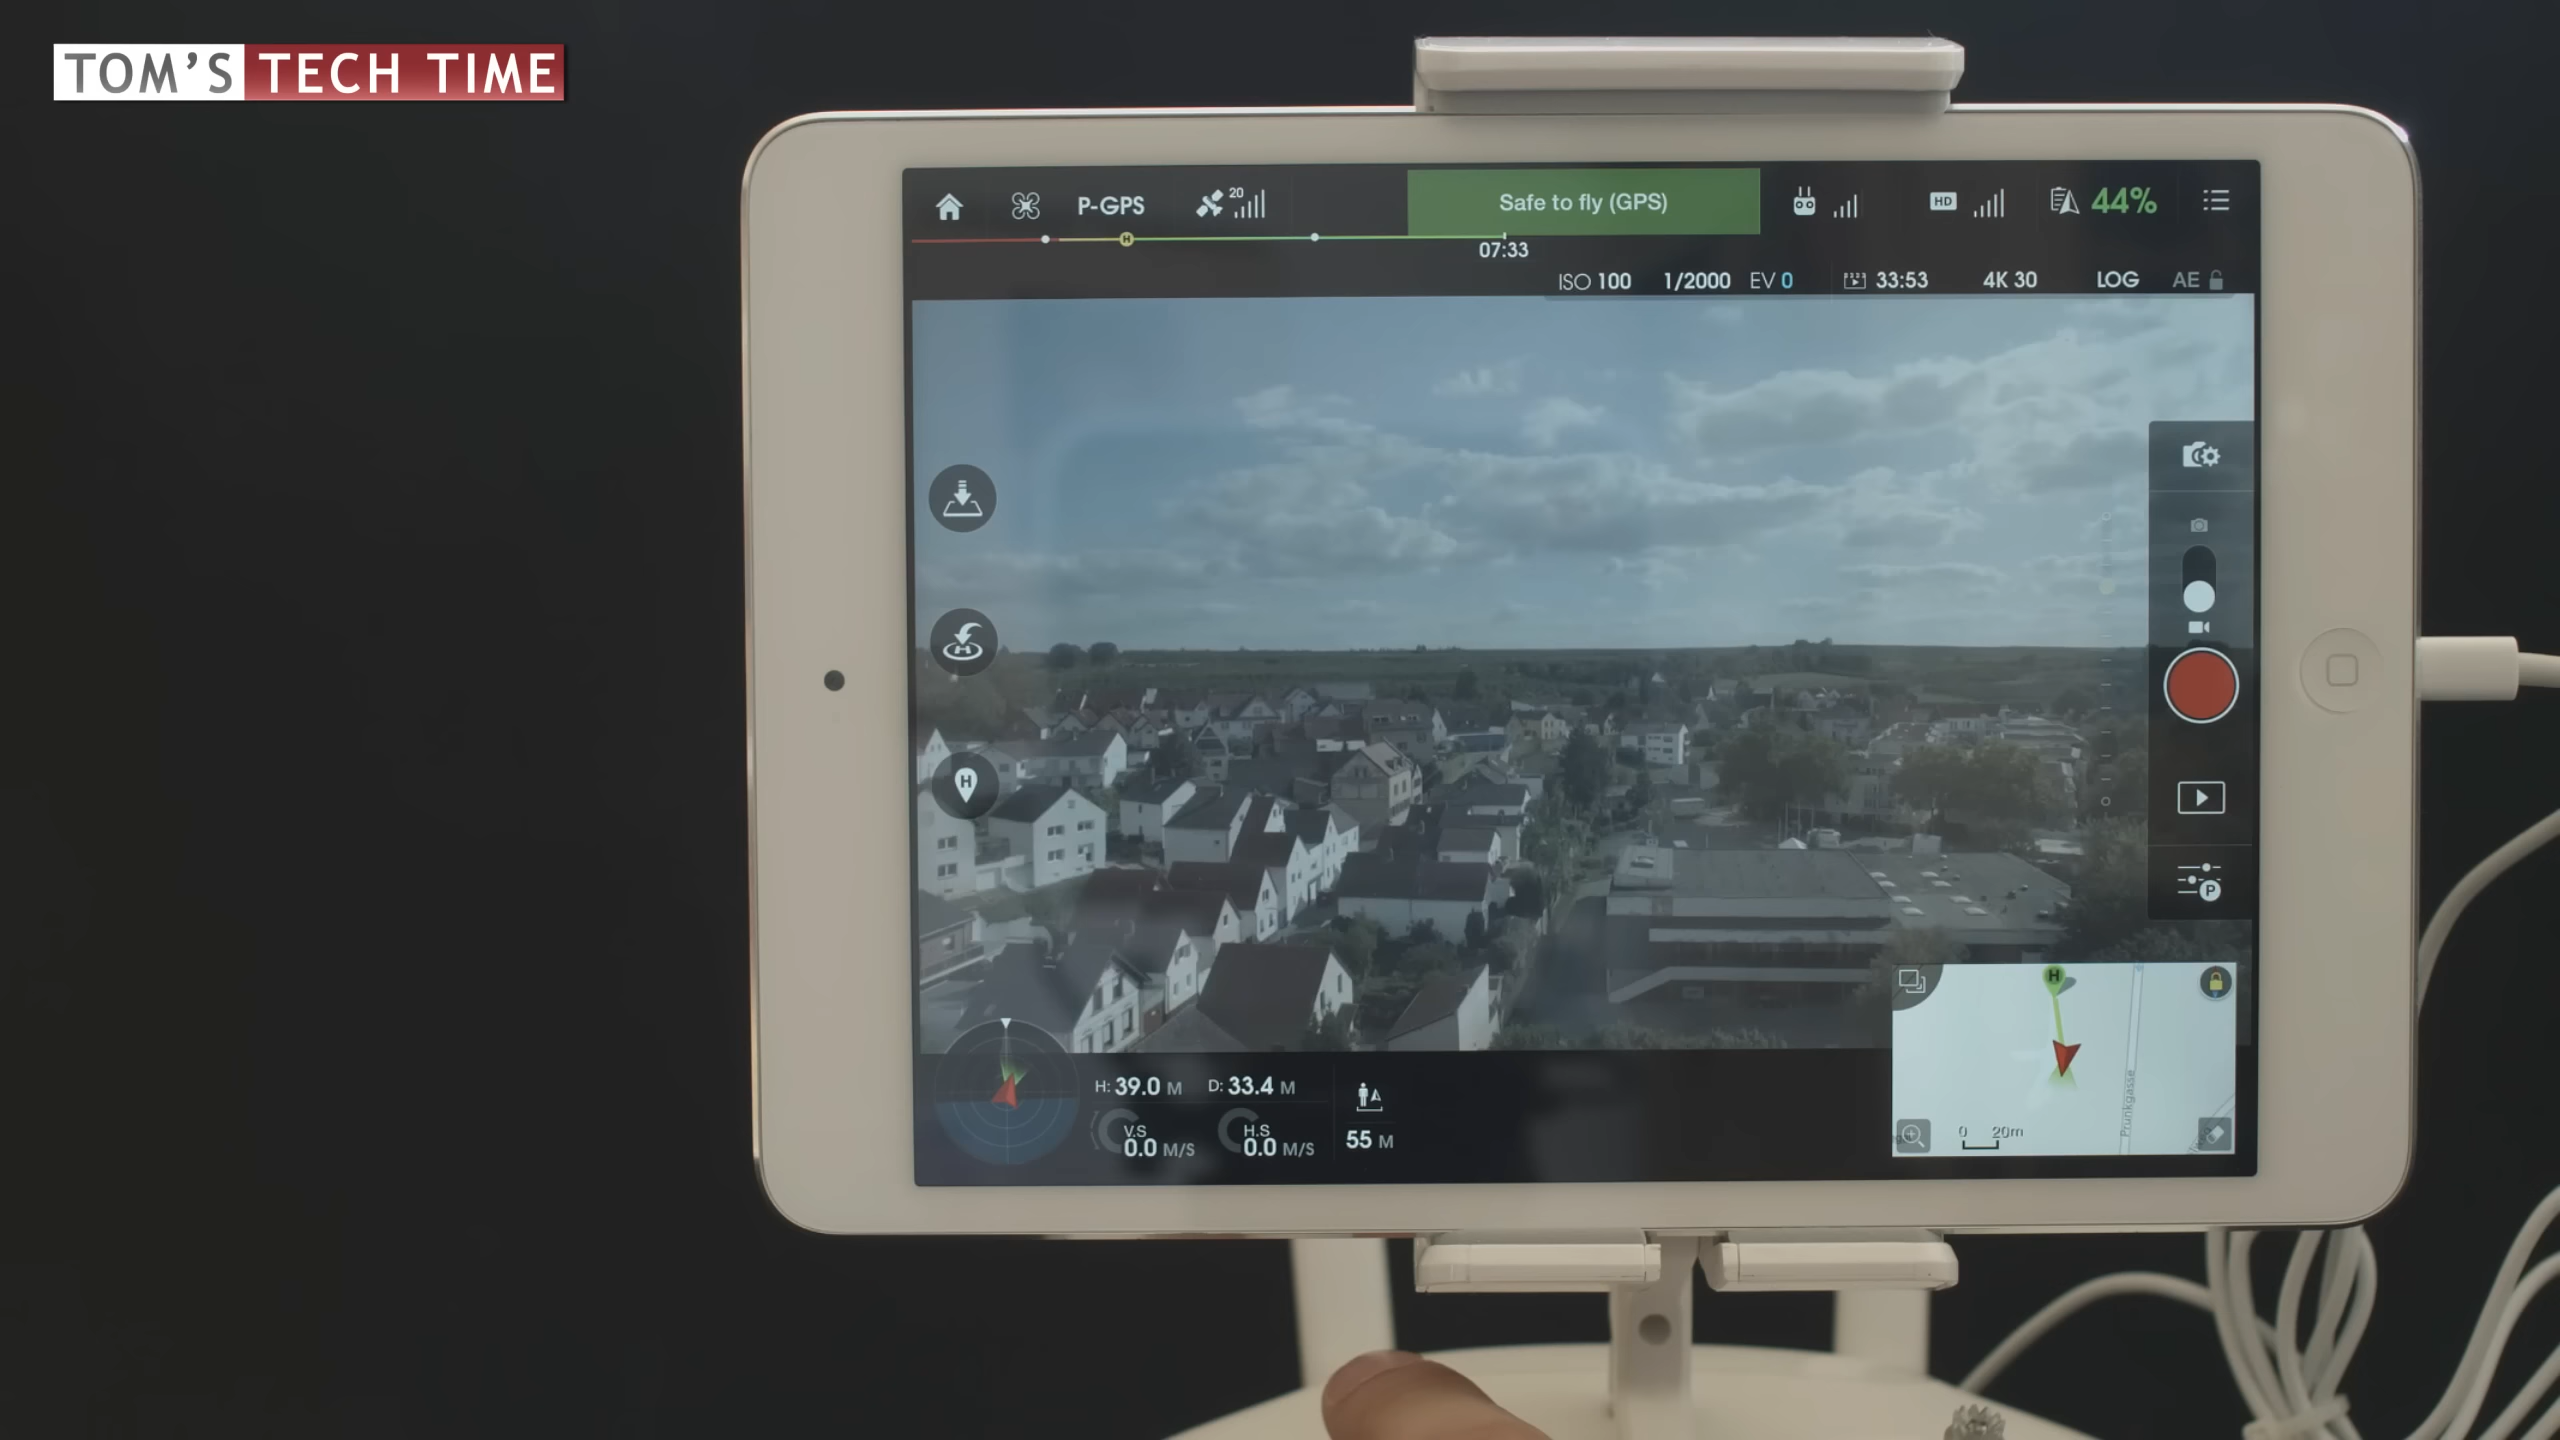 TOM'S TECH TIME
P-GPS
20
Safe to fly (GPS)
HD
44%
H
07:33
ISO 100
1/2000
EV 0
33:53
4K 30
LOG
AE
H
P
H
H: 39.0 M
D: 33.4 M
V.S
0.0 M/S
H.S
0.0 M/S
55 M
0 20m
Prunkgasse